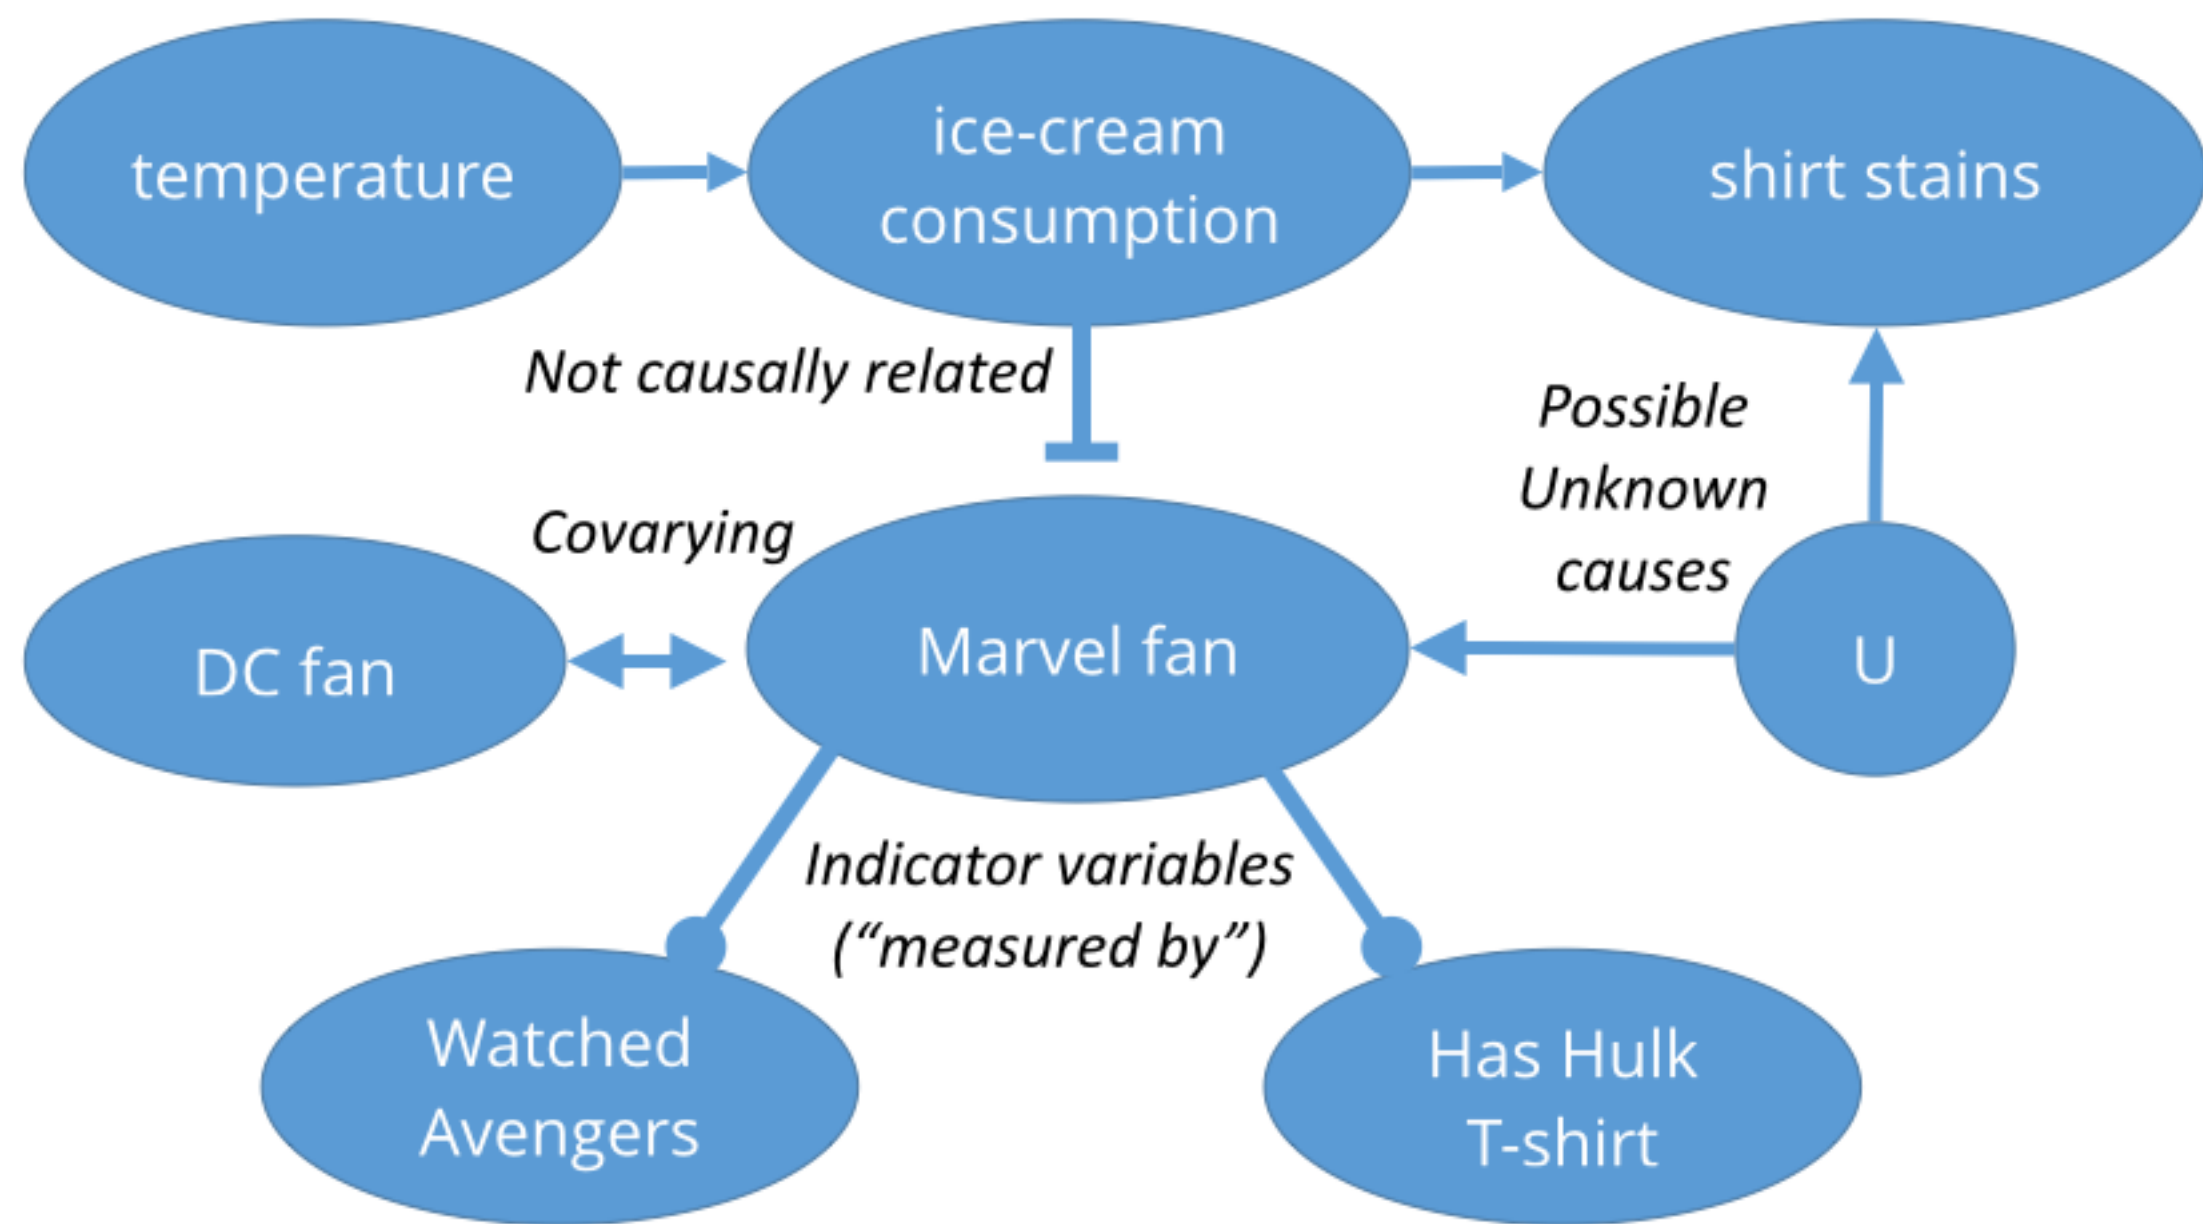 temperature
ice-cream
consumption
shirt stains
Not causally related
Possible
Unknown
causes
Covarying
DC fan
Marvel fan
U
Indicator variables
(“measured by”)
Watched
Avengers
Has Hulk
T-shirt